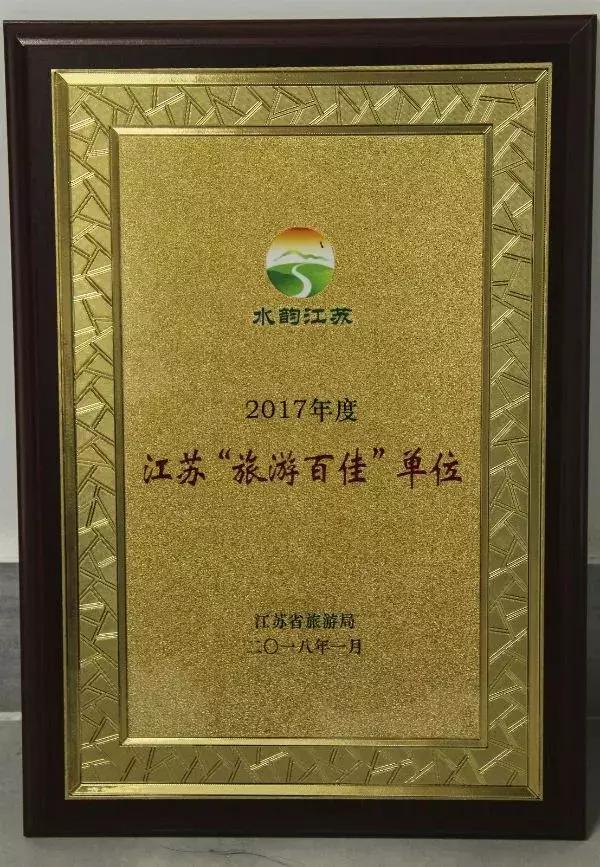 水韵江苏
2017年度
江苏“旅游百佳”单位
江苏省旅游局
二〇一八年一月